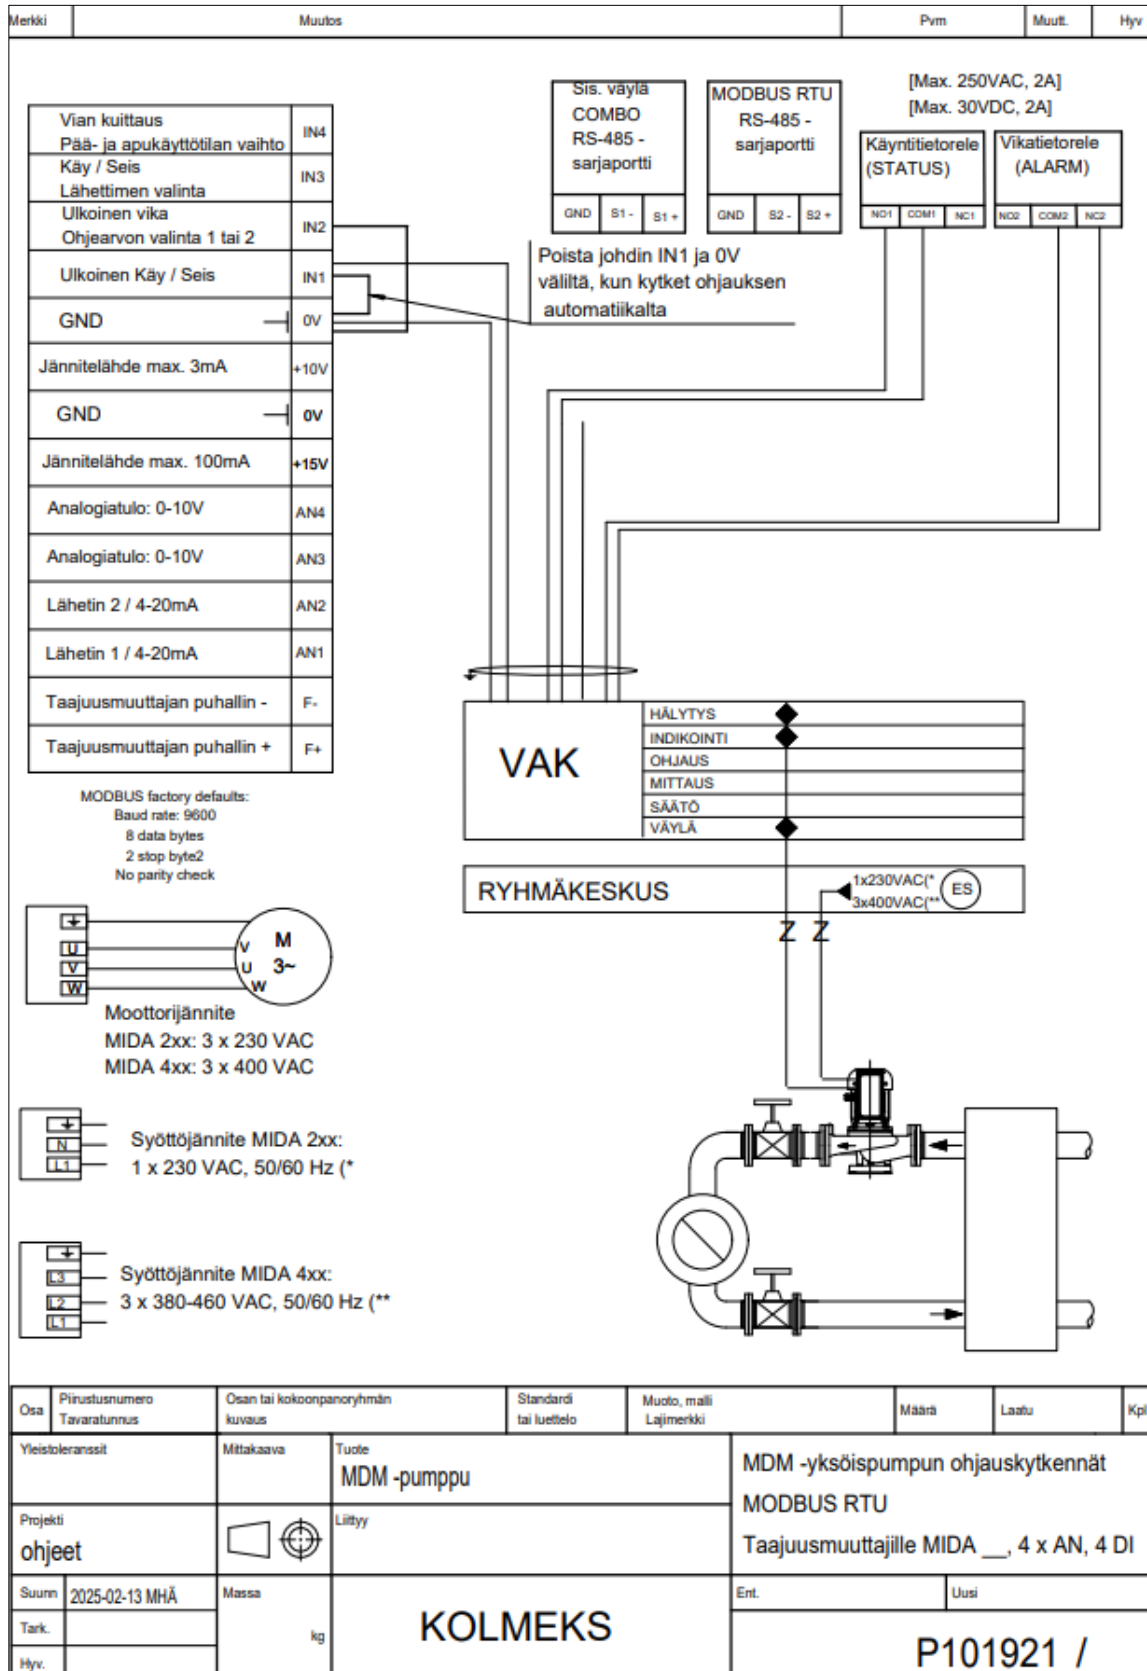 Merkki Muutos Pvm Muutt. Hyv
Vian kuittaus
Pää- ja apukäyttötilan vaihto IN4
Käy / Seis
Lähettimen valinta IN3
Ulkoinen vika
Ohjearvon valinta 1 tai 2 IN2
Ulkoinen Käy / Seis IN1
GND 0V
Jännitelähde max. 3mA +10V
GND 0V
Jännitelähde max. 100mA +15V
Analogiatulo: 0-10V AN4
Analogiatulo: 0-10V AN3
Lähetin 2 / 4-20mA AN2
Lähetin 1 / 4-20mA AN1
Taajuusmuuttajan puhallin - F-
Taajuusmuuttajan puhallin + F+
Sis. väylä
COMBO
RS-485 -
sarjaportti
GND S1 - S1 +
MODBUS RTU
RS-485 -
sarjaportti
GND S2 - S2 +
[Max. 250VAC, 2A]
[Max. 30VDC, 2A]
Käyntitietorele
(STATUS)
NO1 COM1 NC1
Vikatietorele
(ALARM)
NO2 COM2 NC2
Poista johdin IN1 ja 0V
väliltä, kun kytket ohjauksen
automatiikalta
VAK
HÄLYTYS
INDIKOINTI
OHJAUS
MITTAUS
SÄÄTÖ
VÄYLÄ
RYHMÄKESKUS
1x230VAC(*
3x400VAC(**
ES
Z Z
MODBUS factory defaults:
Baud rate: 9600
8 data bytes
2 stop byte2
No parity check
U
V
W
V
U
W
M
3~
Moottorijännite
MIDA 2xx: 3 x 230 VAC
MIDA 4xx: 3 x 400 VAC
N
L1
Syöttöjännite MIDA 2xx:
1 x 230 VAC, 50/60 Hz (*
L3
L2
L1
Syöttöjännite MIDA 4xx:
3 x 380-460 VAC, 50/60 Hz (**
Osa
Piirustusnumero
Tavaratunnus
Osan tai kokoonpanoryhmän
kuvaus
Standardi
tai luettelo
Muoto, malli
Lajimerkki
Määrä
Laatu
Kpl
Yleistoleranssit
Mittakaava
Tuote
MDM -pumppu
MDM -yksöispumpun ohjauskytkennät
MODBUS RTU
Taajuusmuuttajille MIDA __, 4 x AN, 4 DI
Projekti
ohjeet
Liittyy
Suunn 2025-02-13 MHÄ
Tark.
Hyv.
Massa
kg
KOLMEKS
Ent.
Uusi
P101921 /